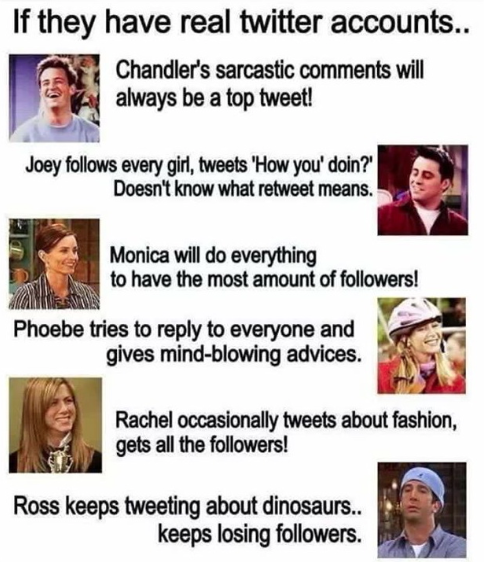 If they have real twitter accounts..
Chandler's sarcastic comments will
always be a top tweet!
Joey follows every girl, tweets 'How you' doin?'
Doesn't know what retweet means.
Monica will do everything
to have the most amount of followers!
Phoebe tries to reply to everyone and
gives mind-blowing advices.
Rachel occasionally tweets about fashion,
gets all the followers!
Ross keeps tweeting about dinosaurs..
keeps losing followers.